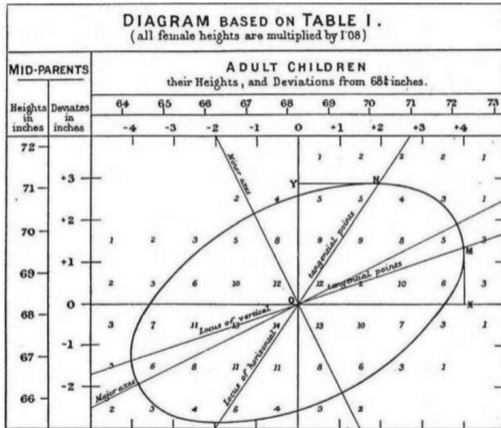 DIAGRAM BASED ON TABLE I.
(all female heights are multiplied by 1·08)
MID-PARENTS
ADULT CHILDREN
their Heights, and Deviations from 68¼ inches.
Heights in inches
Deviates in inches
64 65 66 67 68 69 70 71 72 73
-4 -3 -2 -1 0 +1 +2 +3 +4
72
1 2 2 2 1
Minor axes
71 +3
Y N
2 4 5 5 4 3 1
70 +2
tangential points
1 2 3 5 8 9 9 8 5 3
M
69 +1
tangential points
2 3 6 10 12 12 2 10 6 3
68 0
O X
Locus of vertical
3 7 11 13 14 13 10 7 3 1
67 -1
3 6 8 11 11 8 6 3 1
Major axes
Locus of horizontal
-2
66
2 3 4 6 4 3 2